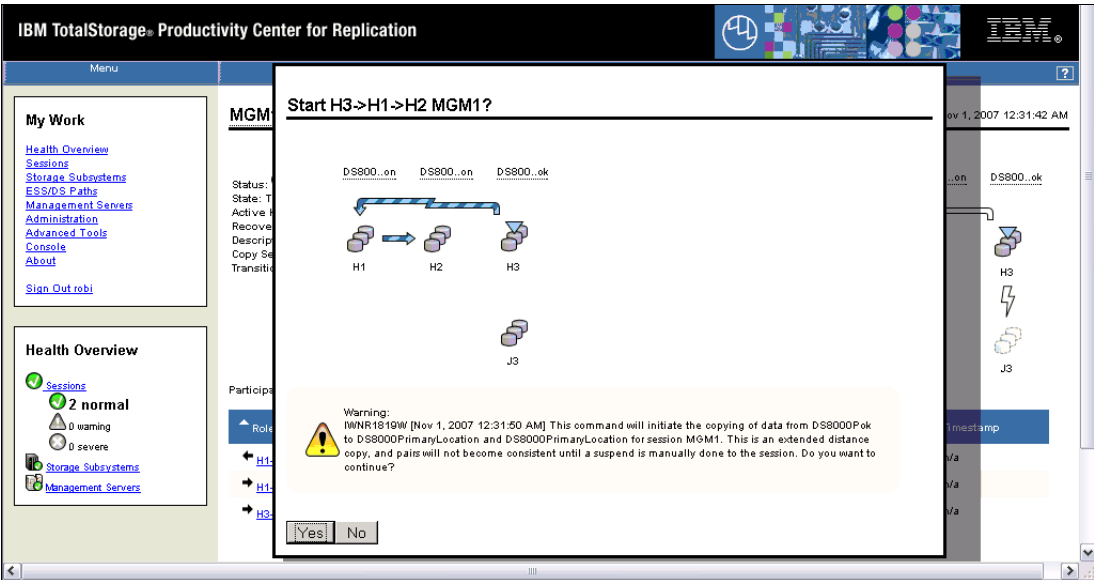 IBM TotalStorage® Productivity Center for Replication
IBM®
Menu
?
My Work
Health Overview
Sessions
Storage Subsystems
ESS/DS Paths
Management Servers
Administration
Advanced Tools
Console
About
Sign Out robi
Health Overview
Sessions
2 normal
0 warning
0 severe
Storage Subsystems
Management Servers
MGM
ov 1, 2007 12:31:42 AM
Status:
State: T
Active H
Recove
Descrip
Copy Se
Transitio
Participa
Role
H1-
H1-
H3-
Start H3->H1->H2 MGM1?
DS800..on DS800..on DS800..ok
H1 H2 H3
J3
Warning:
IWNR1819W [Nov 1, 2007 12:31:50 AM] This command will initiate the copying of data from DS8000Pok
to DS8000PrimaryLocation and DS8000PrimaryLocation for session MGM1. This is an extended distance
copy, and pairs will not become consistent until a suspend is manually done to the session. Do you want to
continue?
Yes No
..on DS800..ok
H3
J3
imestamp
n/a
n/a
n/a